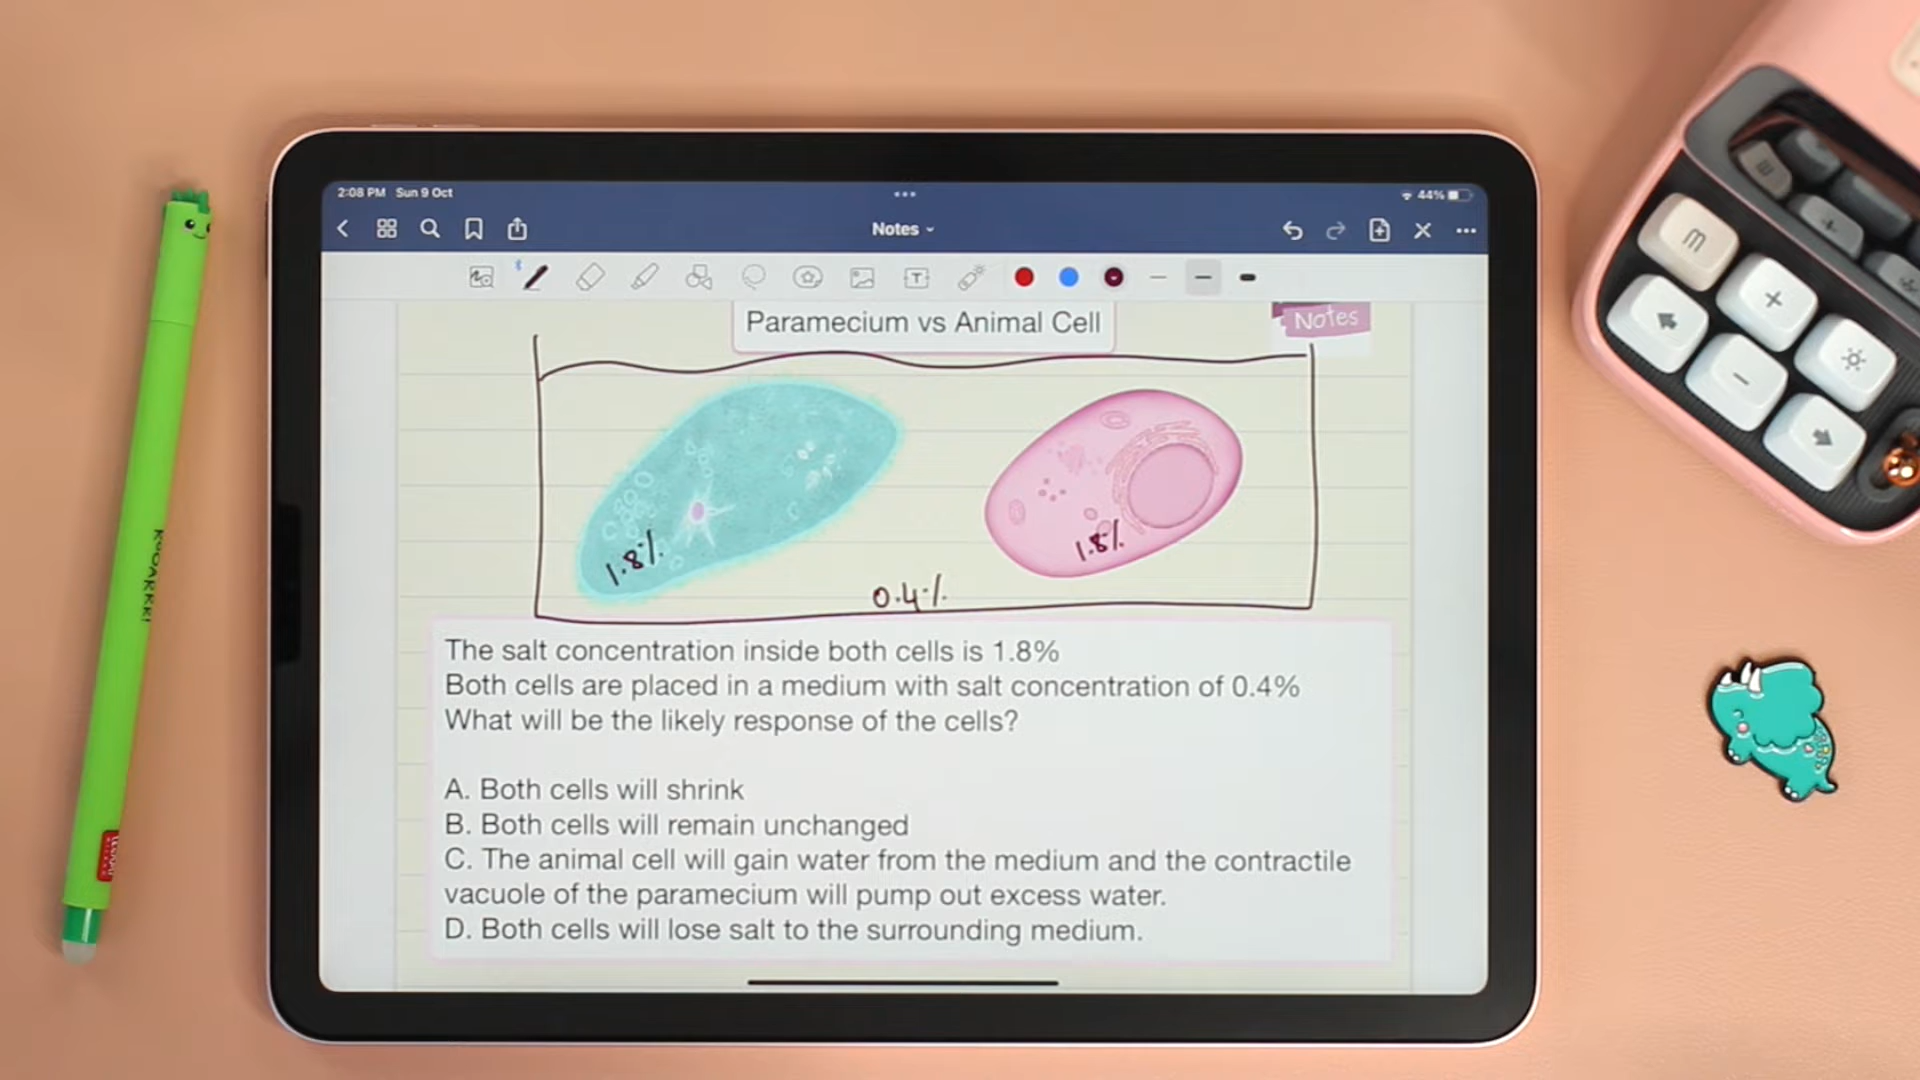 2:08 PM Sun 9 Oct
44%
Notes
T
Paramecium vs Animal Cell
Notes
1.8%
1.8%
0.4%
The salt concentration inside both cells is 1.8%
Both cells are placed in a medium with salt concentration of 0.4%
What will be the likely response of the cells?
A. Both cells will shrink
B. Both cells will remain unchanged
C. The animal cell will gain water from the medium and the contractile
vacuole of the paramecium will pump out excess water.
D. Both cells will lose salt to the surrounding medium.
m
+
−